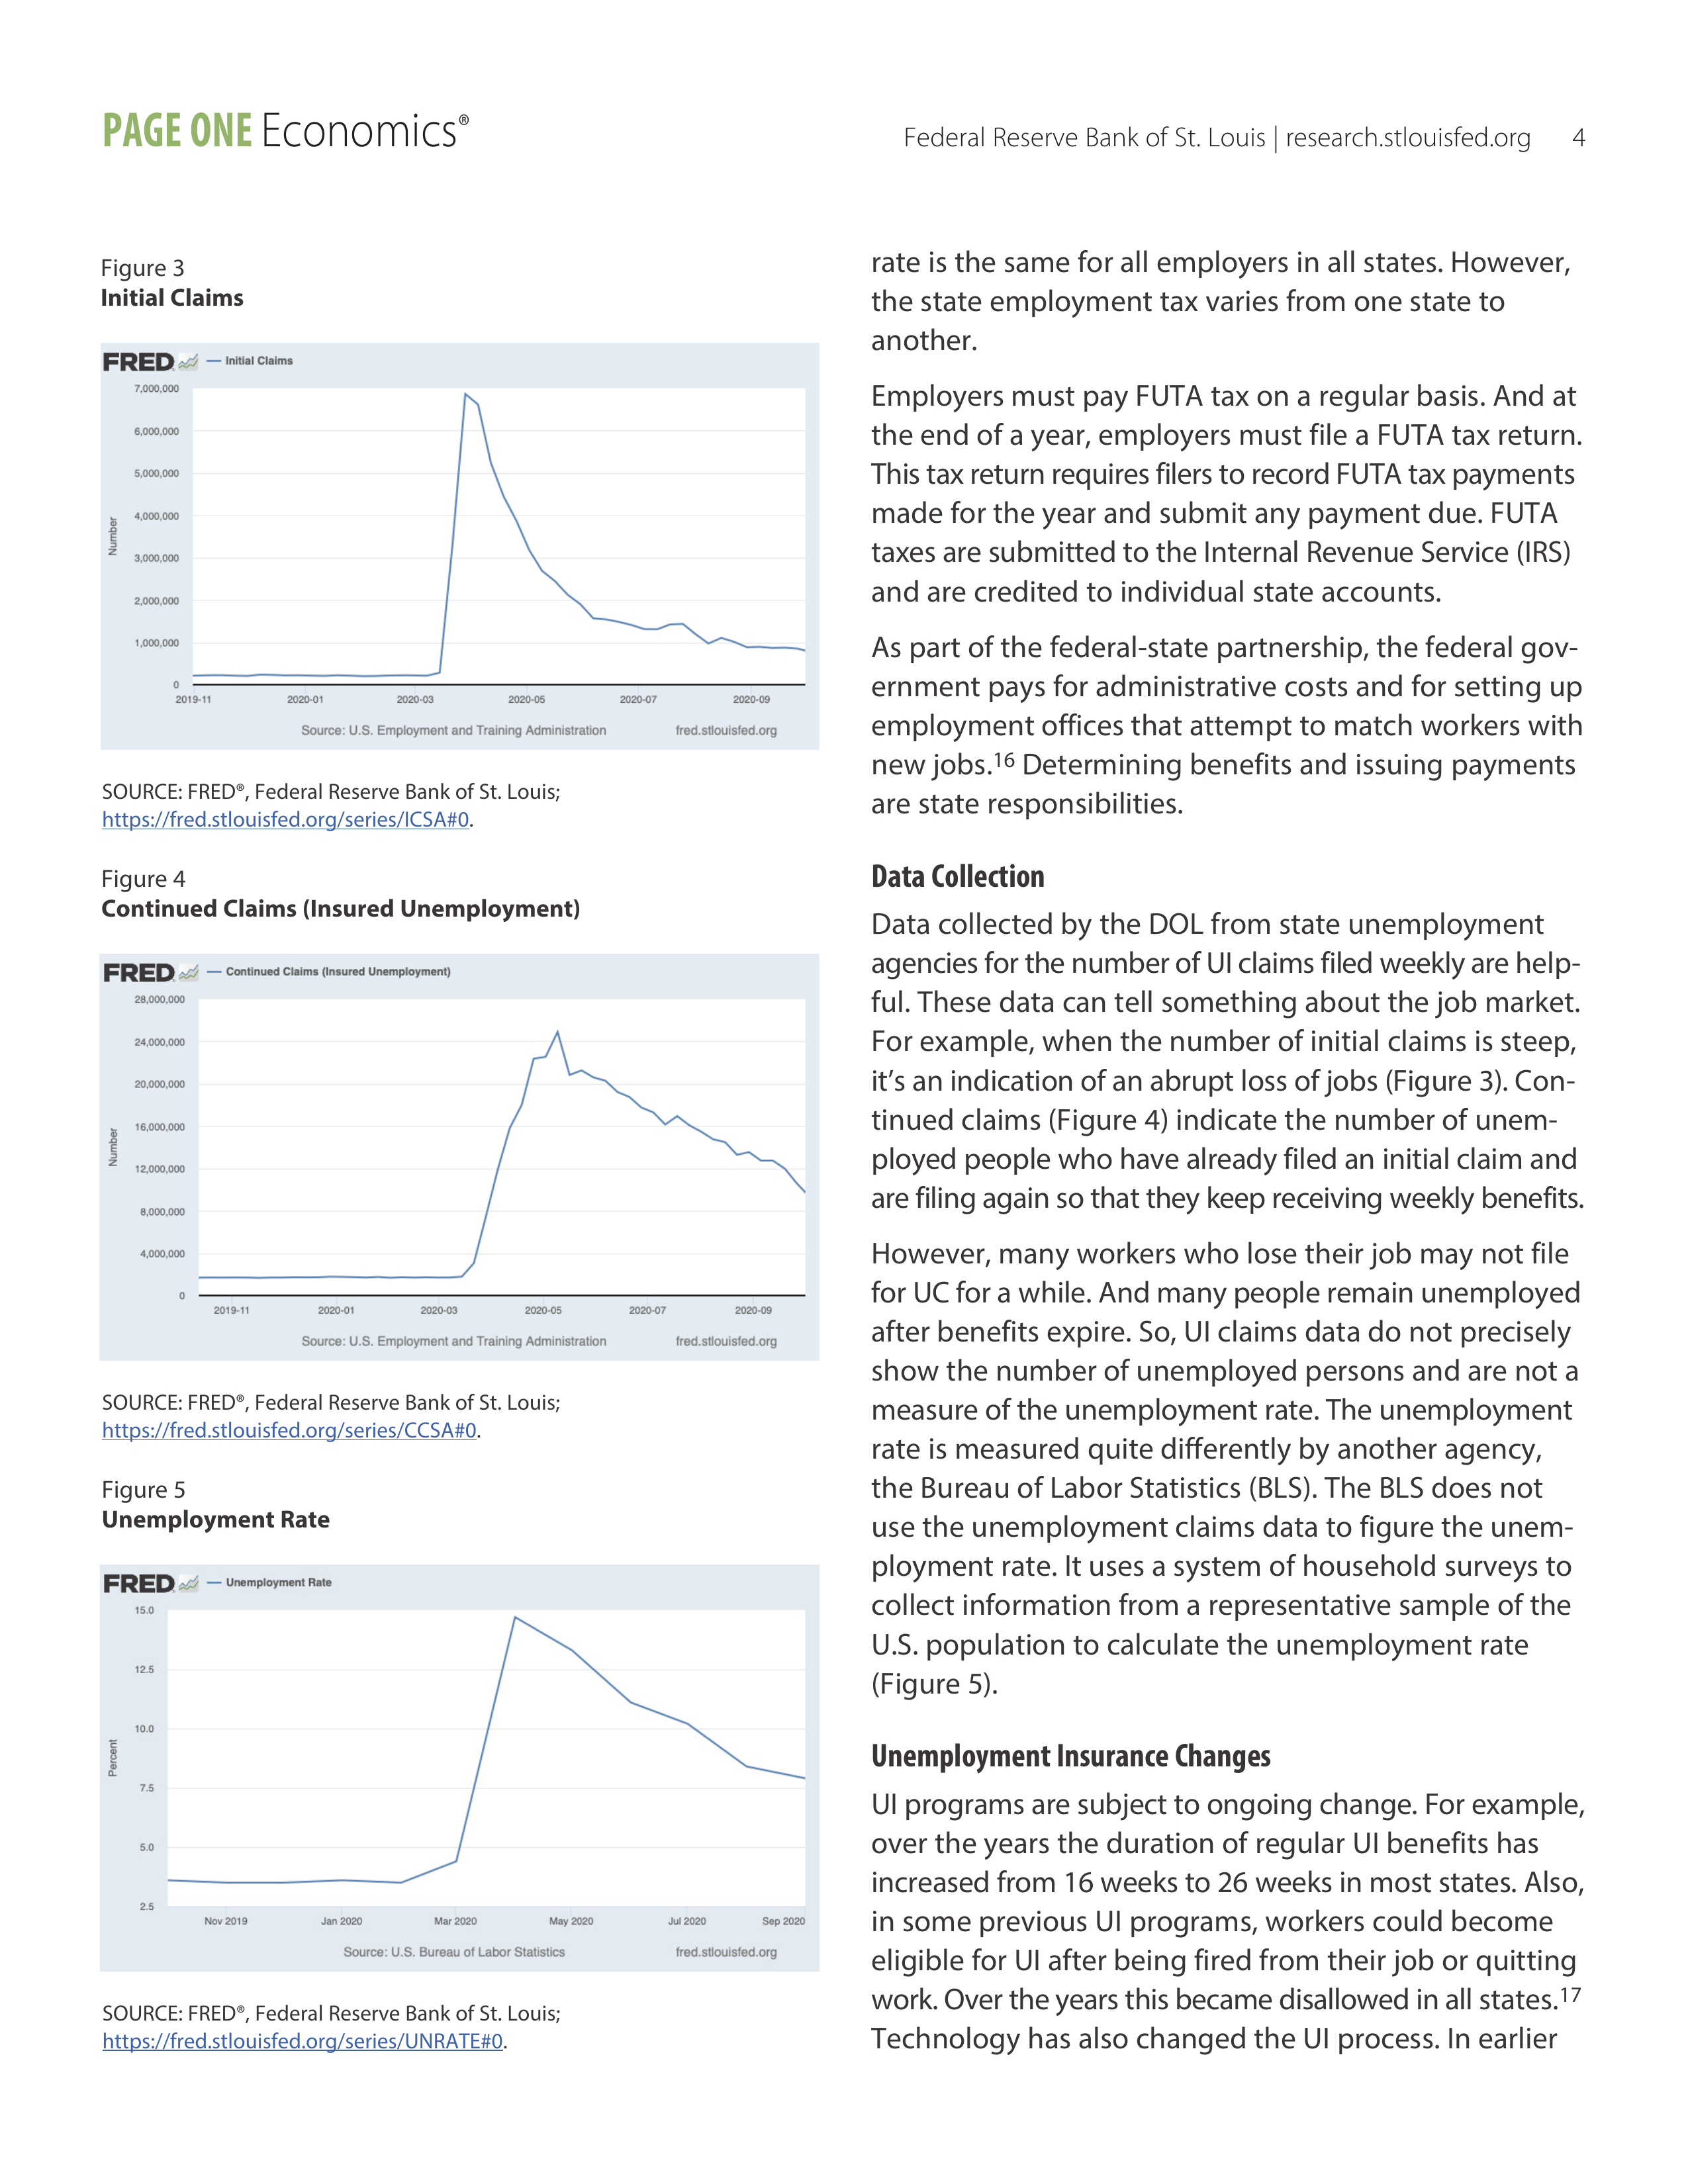 PAGE ONE Economics®
Federal Reserve Bank of St. Louis | research.stlouisfed.org 4
Figure 3
Initial Claims
FRED
Initial Claims
7,000,000
6,000,000
5,000,000
4,000,000
3,000,000
2,000,000
1,000,000
0
Number
2019-11 2020-01 2020-03 2020-05 2020-07 2020-09
Source: U.S. Employment and Training Administration fred.stlouisfed.org
SOURCE: FRED®, Federal Reserve Bank of St. Louis;
https://fred.stlouisfed.org/series/ICSA#0.
Figure 4
Continued Claims (Insured Unemployment)
FRED
Continued Claims (Insured Unemployment)
28,000,000
24,000,000
20,000,000
16,000,000
12,000,000
8,000,000
4,000,000
0
Number
2019-11 2020-01 2020-03 2020-05 2020-07 2020-09
Source: U.S. Employment and Training Administration fred.stlouisfed.org
SOURCE: FRED®, Federal Reserve Bank of St. Louis;
https://fred.stlouisfed.org/series/CCSA#0.
Figure 5
Unemployment Rate
FRED
Unemployment Rate
15.0
12.5
10.0
7.5
5.0
2.5
Percent
Nov 2019 Jan 2020 Mar 2020 May 2020 Jul 2020 Sep 2020
Source: U.S. Bureau of Labor Statistics fred.stlouisfed.org
SOURCE: FRED®, Federal Reserve Bank of St. Louis;
https://fred.stlouisfed.org/series/UNRATE#0.
rate is the same for all employers in all states. However,
the state employment tax varies from one state to
another.
Employers must pay FUTA tax on a regular basis. And at
the end of a year, employers must file a FUTA tax return.
This tax return requires filers to record FUTA tax payments
made for the year and submit any payment due. FUTA
taxes are submitted to the Internal Revenue Service (IRS)
and are credited to individual state accounts.
As part of the federal-state partnership, the federal gov-
ernment pays for administrative costs and for setting up
employment offices that attempt to match workers with
new jobs.16 Determining benefits and issuing payments
are state responsibilities.
Data Collection
Data collected by the DOL from state unemployment
agencies for the number of UI claims filed weekly are help-
ful. These data can tell something about the job market.
For example, when the number of initial claims is steep,
it's an indication of an abrupt loss of jobs (Figure 3). Con-
tinued claims (Figure 4) indicate the number of unem-
ployed people who have already filed an initial claim and
are filing again so that they keep receiving weekly benefits.
However, many workers who lose their job may not file
for UC for a while. And many people remain unemployed
after benefits expire. So, UI claims data do not precisely
show the number of unemployed persons and are not a
measure of the unemployment rate. The unemployment
rate is measured quite differently by another agency,
the Bureau of Labor Statistics (BLS). The BLS does not
use the unemployment claims data to figure the unem-
ployment rate. It uses a system of household surveys to
collect information from a representative sample of the
U.S. population to calculate the unemployment rate
(Figure 5).
Unemployment Insurance Changes
UI programs are subject to ongoing change. For example,
over the years the duration of regular UI benefits has
increased from 16 weeks to 26 weeks in most states. Also,
in some previous UI programs, workers could become
eligible for UI after being fired from their job or quitting
work. Over the years this became disallowed in all states.17
Technology has also changed the UI process. In earlier